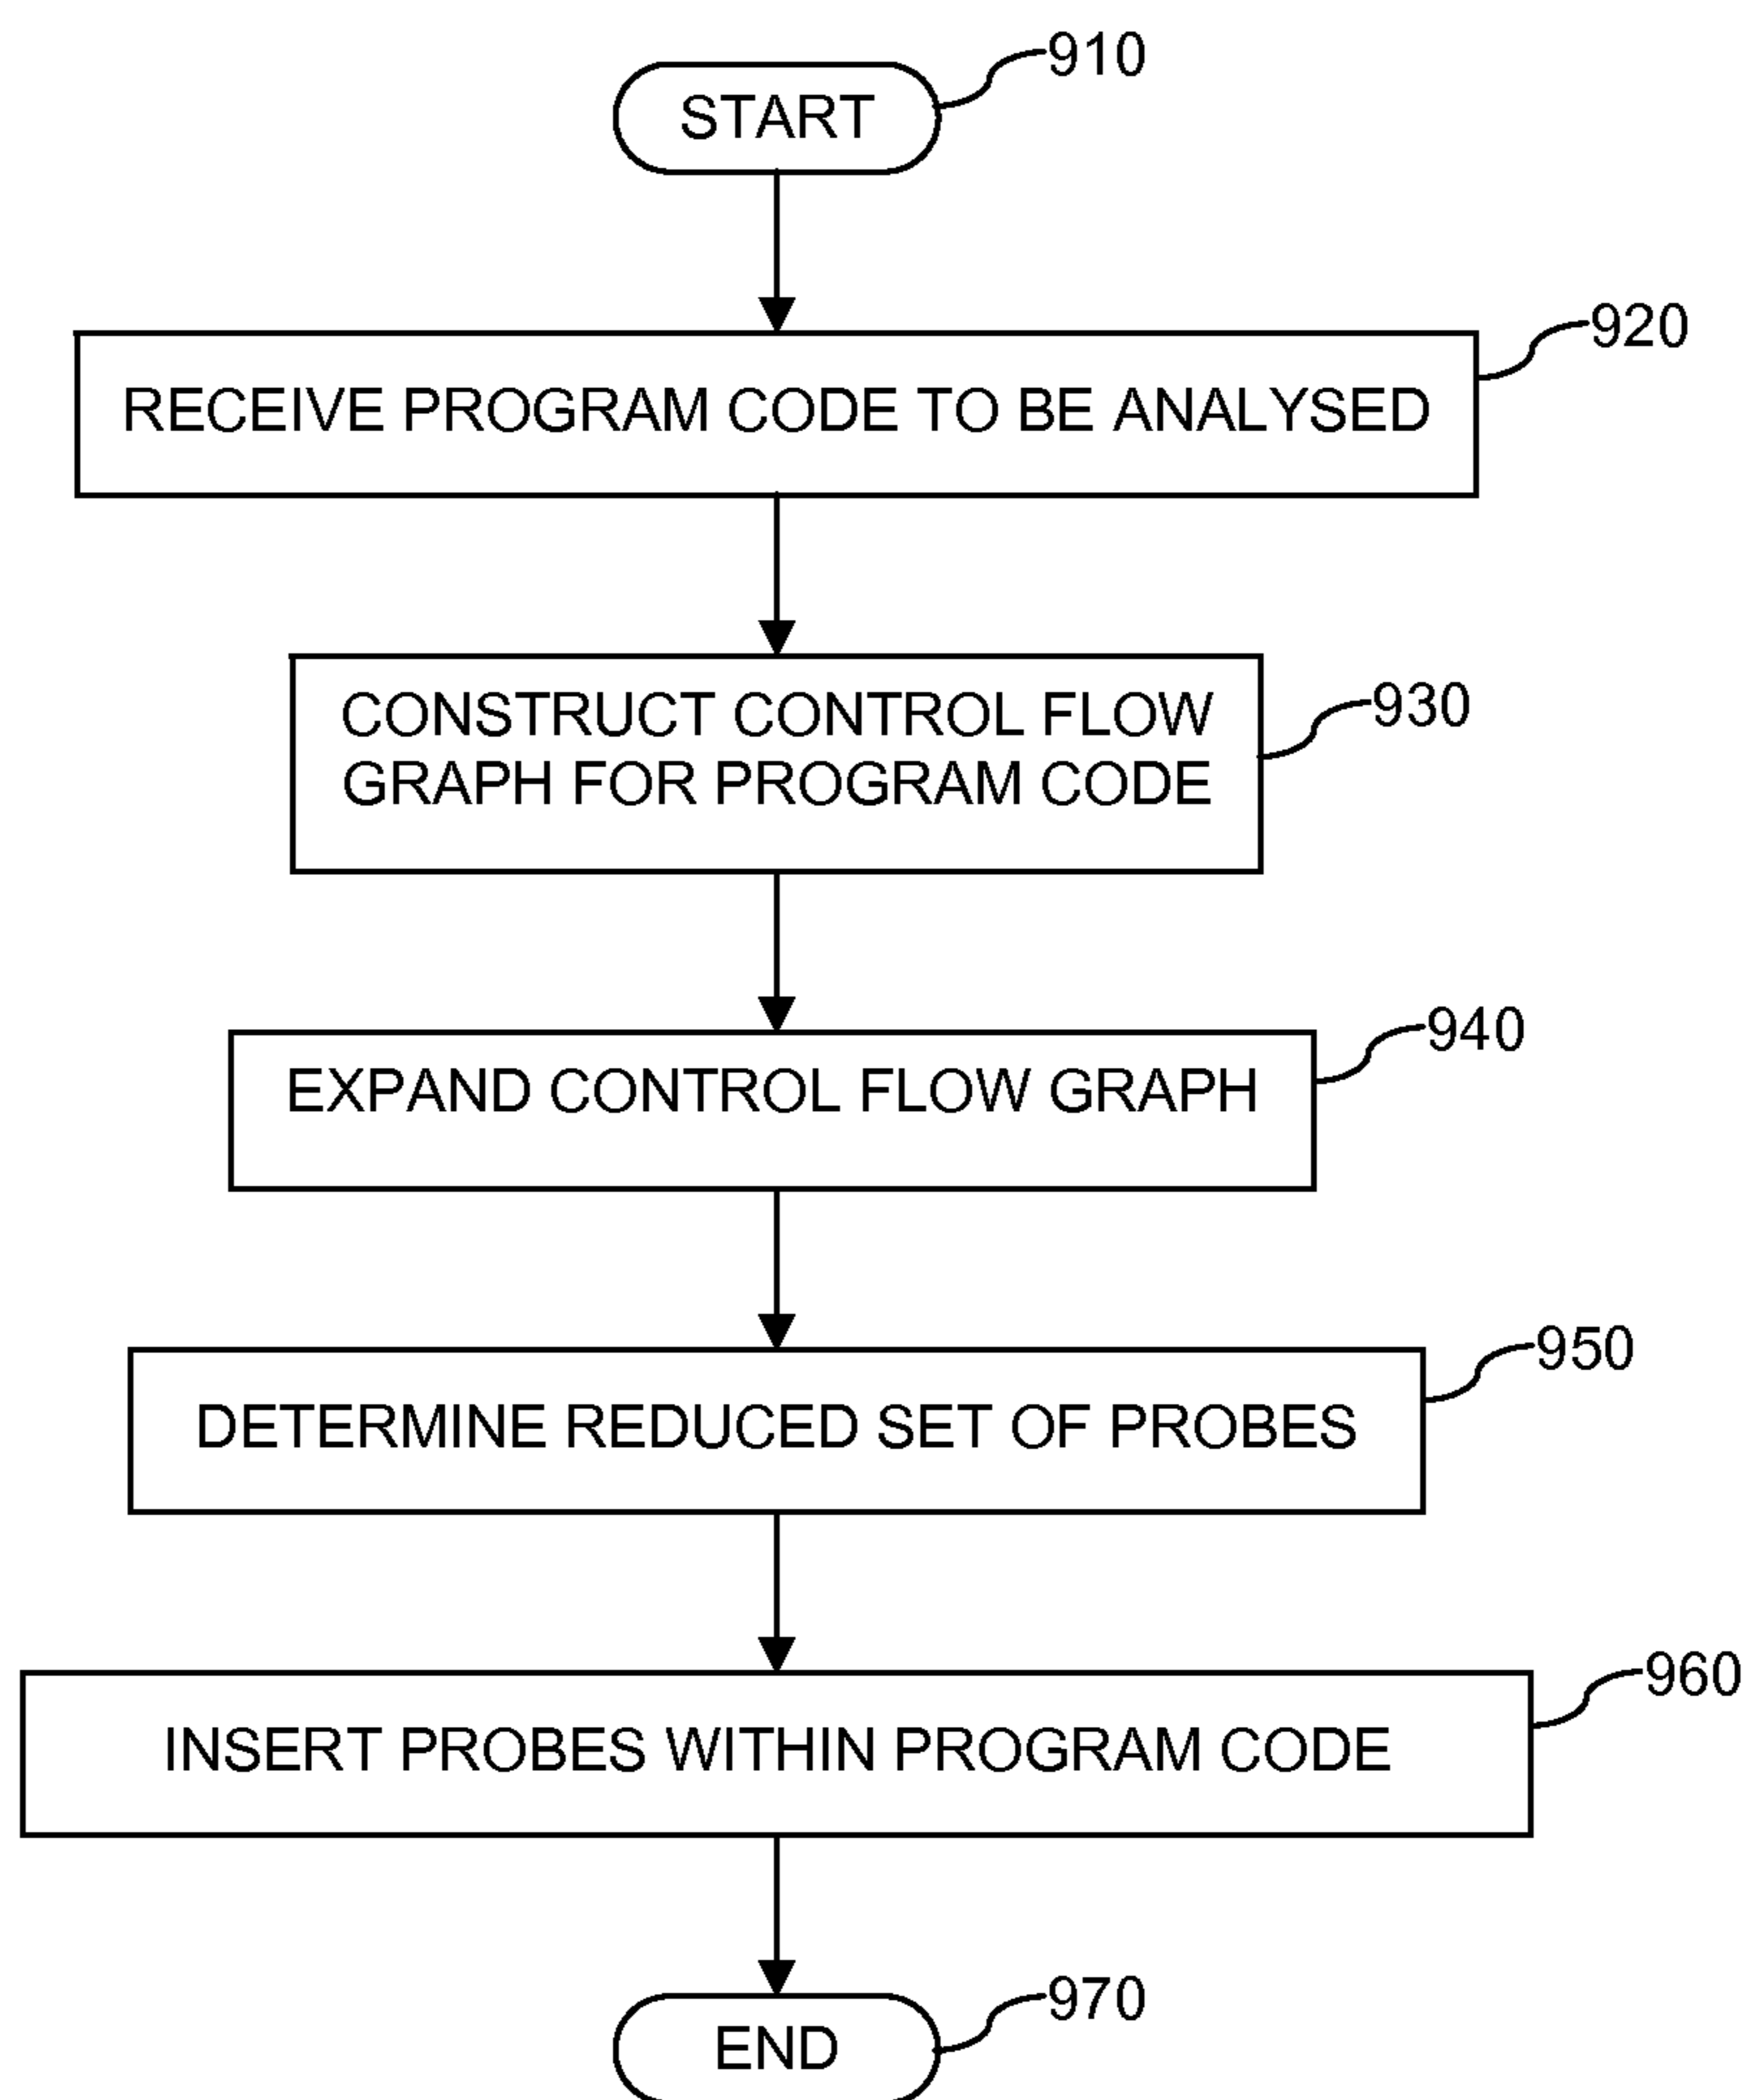 910
START
920
RECEIVE PROGRAM CODE TO BE ANALYSED
930
CONSTRUCT CONTROL FLOW
GRAPH FOR PROGRAM CODE
940
EXPAND CONTROL FLOW GRAPH
950
DETERMINE REDUCED SET OF PROBES
960
INSERT PROBES WITHIN PROGRAM CODE
970
END